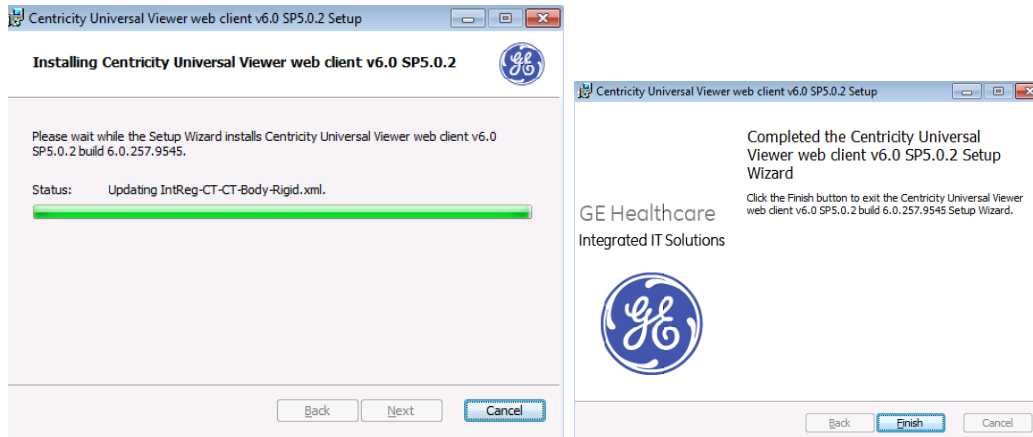 Centricity Universal Viewer web client v6.0 SP5.0.2 Setup
Installing Centricity Universal Viewer web client v6.0 SP5.0.2
Please wait while the Setup Wizard installs Centricity Universal Viewer web client v6.0
SP5.0.2 build 6.0.257.9545.
Status: Updating IntReg-CT-CT-Body-Rigid.xml.
Back Next Cancel
Centricity Universal Viewer web client v6.0 SP5.0.2 Setup
Completed the Centricity Universal
Viewer web client v6.0 SP5.0.2 Setup
Wizard
Click the Finish button to exit the Centricity Universal Viewer
web client v6.0 SP5.0.2 build 6.0.257.9545 Setup Wizard.
GE Healthcare
Integrated IT Solutions
GE
Back Finish Cancel